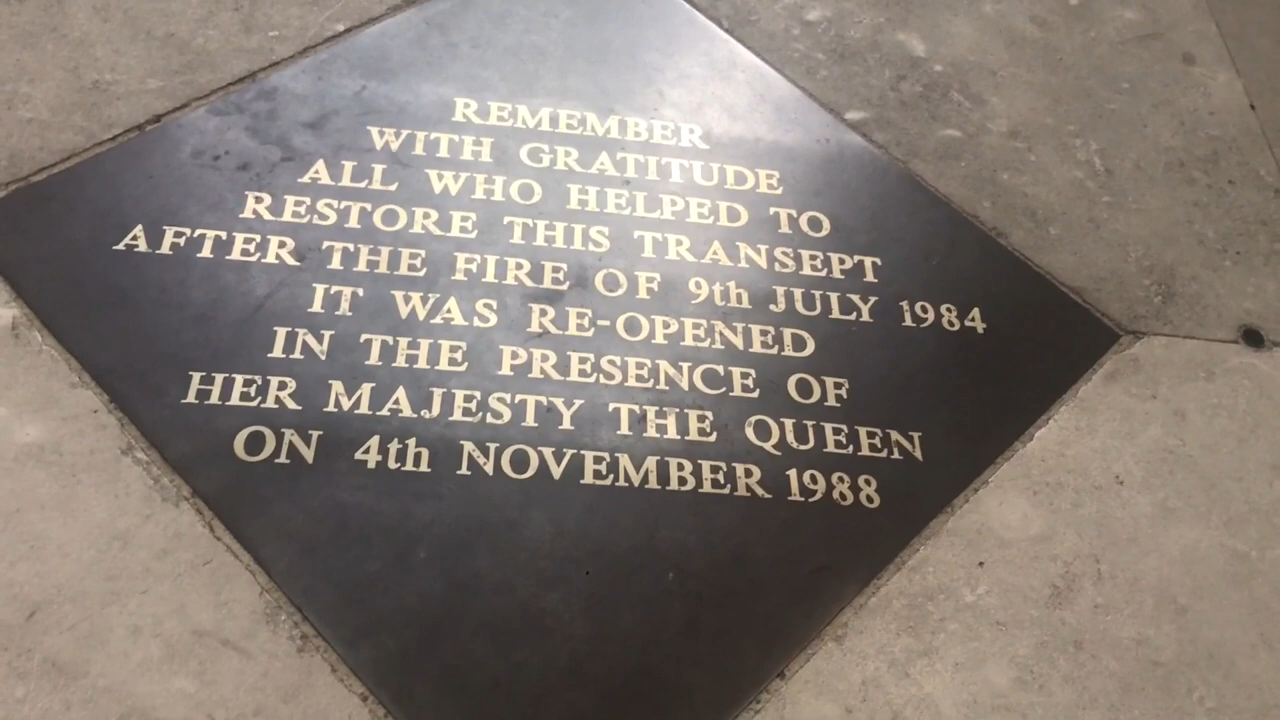 REMEMBER
WITH GRATITUDE
ALL WHO HELPED TO
RESTORE THIS TRANSEPT
AFTER THE FIRE OF 9th JULY 1984
IT WAS RE-OPENED
IN THE PRESENCE OF
HER MAJESTY THE QUEEN
ON 4th NOVEMBER 1988